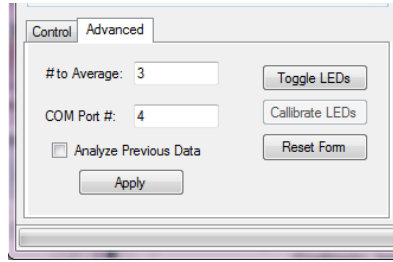 Control Advanced
# to Average: 3 Toggle LEDs
COM Port #: 4 Callibrate LEDs
Analyze Previous Data Reset Form
Apply